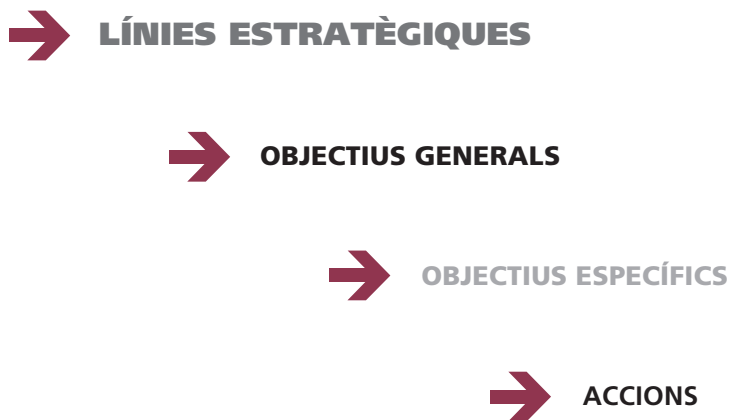 LÍNIES ESTRATÈGIQUES
OBJECTIUS GENERALS
OBJECTIUS ESPECÍFICS
ACCIONS